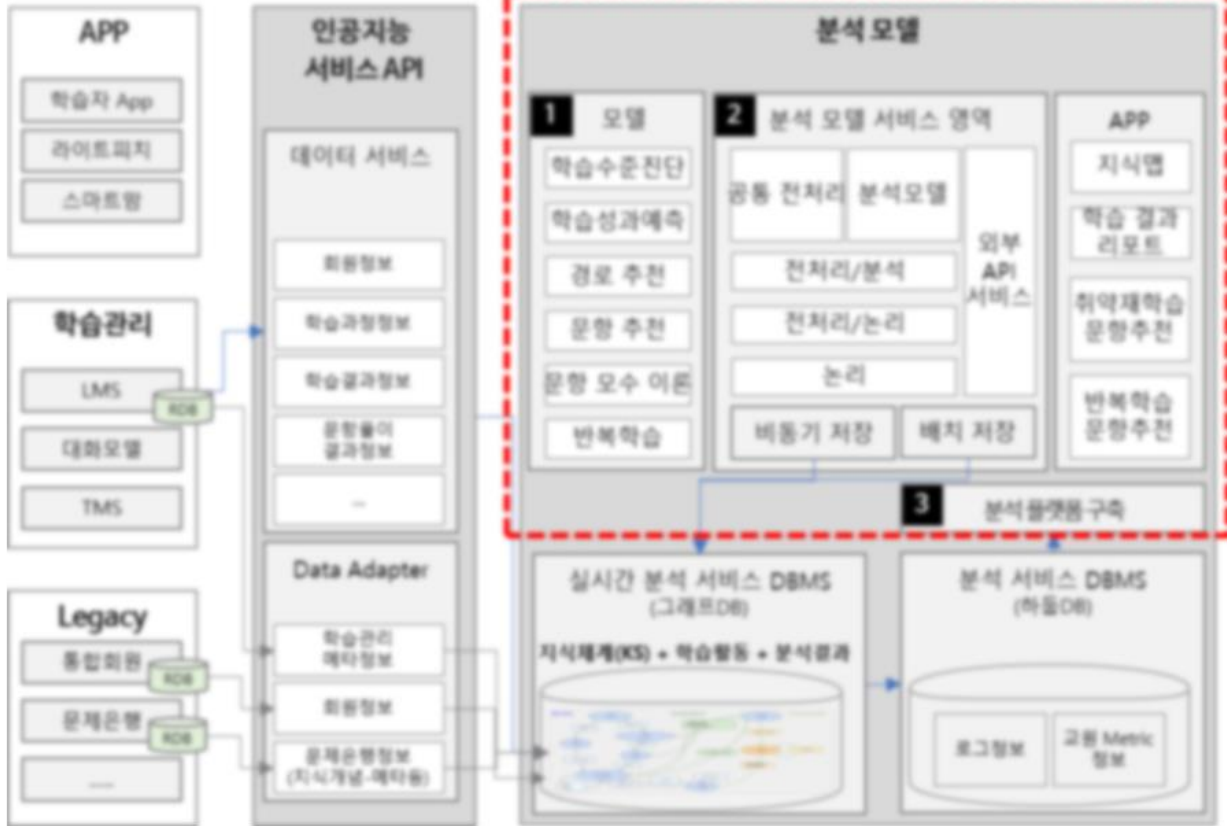 APP
학습자 App
라이트피치
스마트맘
학습관리
LMS
RDB
대화모델
TMS
Legacy
통합회원
RDB
문제은행
RDB
.....
인공지능
서비스 API
데이터 서비스
회원정보
학습과정정보
학습결과정보
문항풀이
결과정보
...
Data Adapter
학습관리
메타정보
회원정보
문제은행정보
(지식개념-메타등)
분석 모델
1 모델
학습수준진단
학습성과예측
경로 추천
문항 추천
문항 모수 이론
반복학습
2 분석 모델 서비스 영역
공통 전처리
분석모델
전처리/분석
전처리/논리
논리
외부
API
서비스
비동기 저장
배치 저장
APP
지식맵
학습 결과
리포트
취약재학습
문항추천
반복학습
문항추천
3 분석 플랫폼 구축
실시간 분석 서비스 DBMS
(그래프DB)
지식체계(KS) + 학습활동 + 분석결과
분석 서비스 DBMS
(하둡DB)
로그정보
교원 Metric
정보